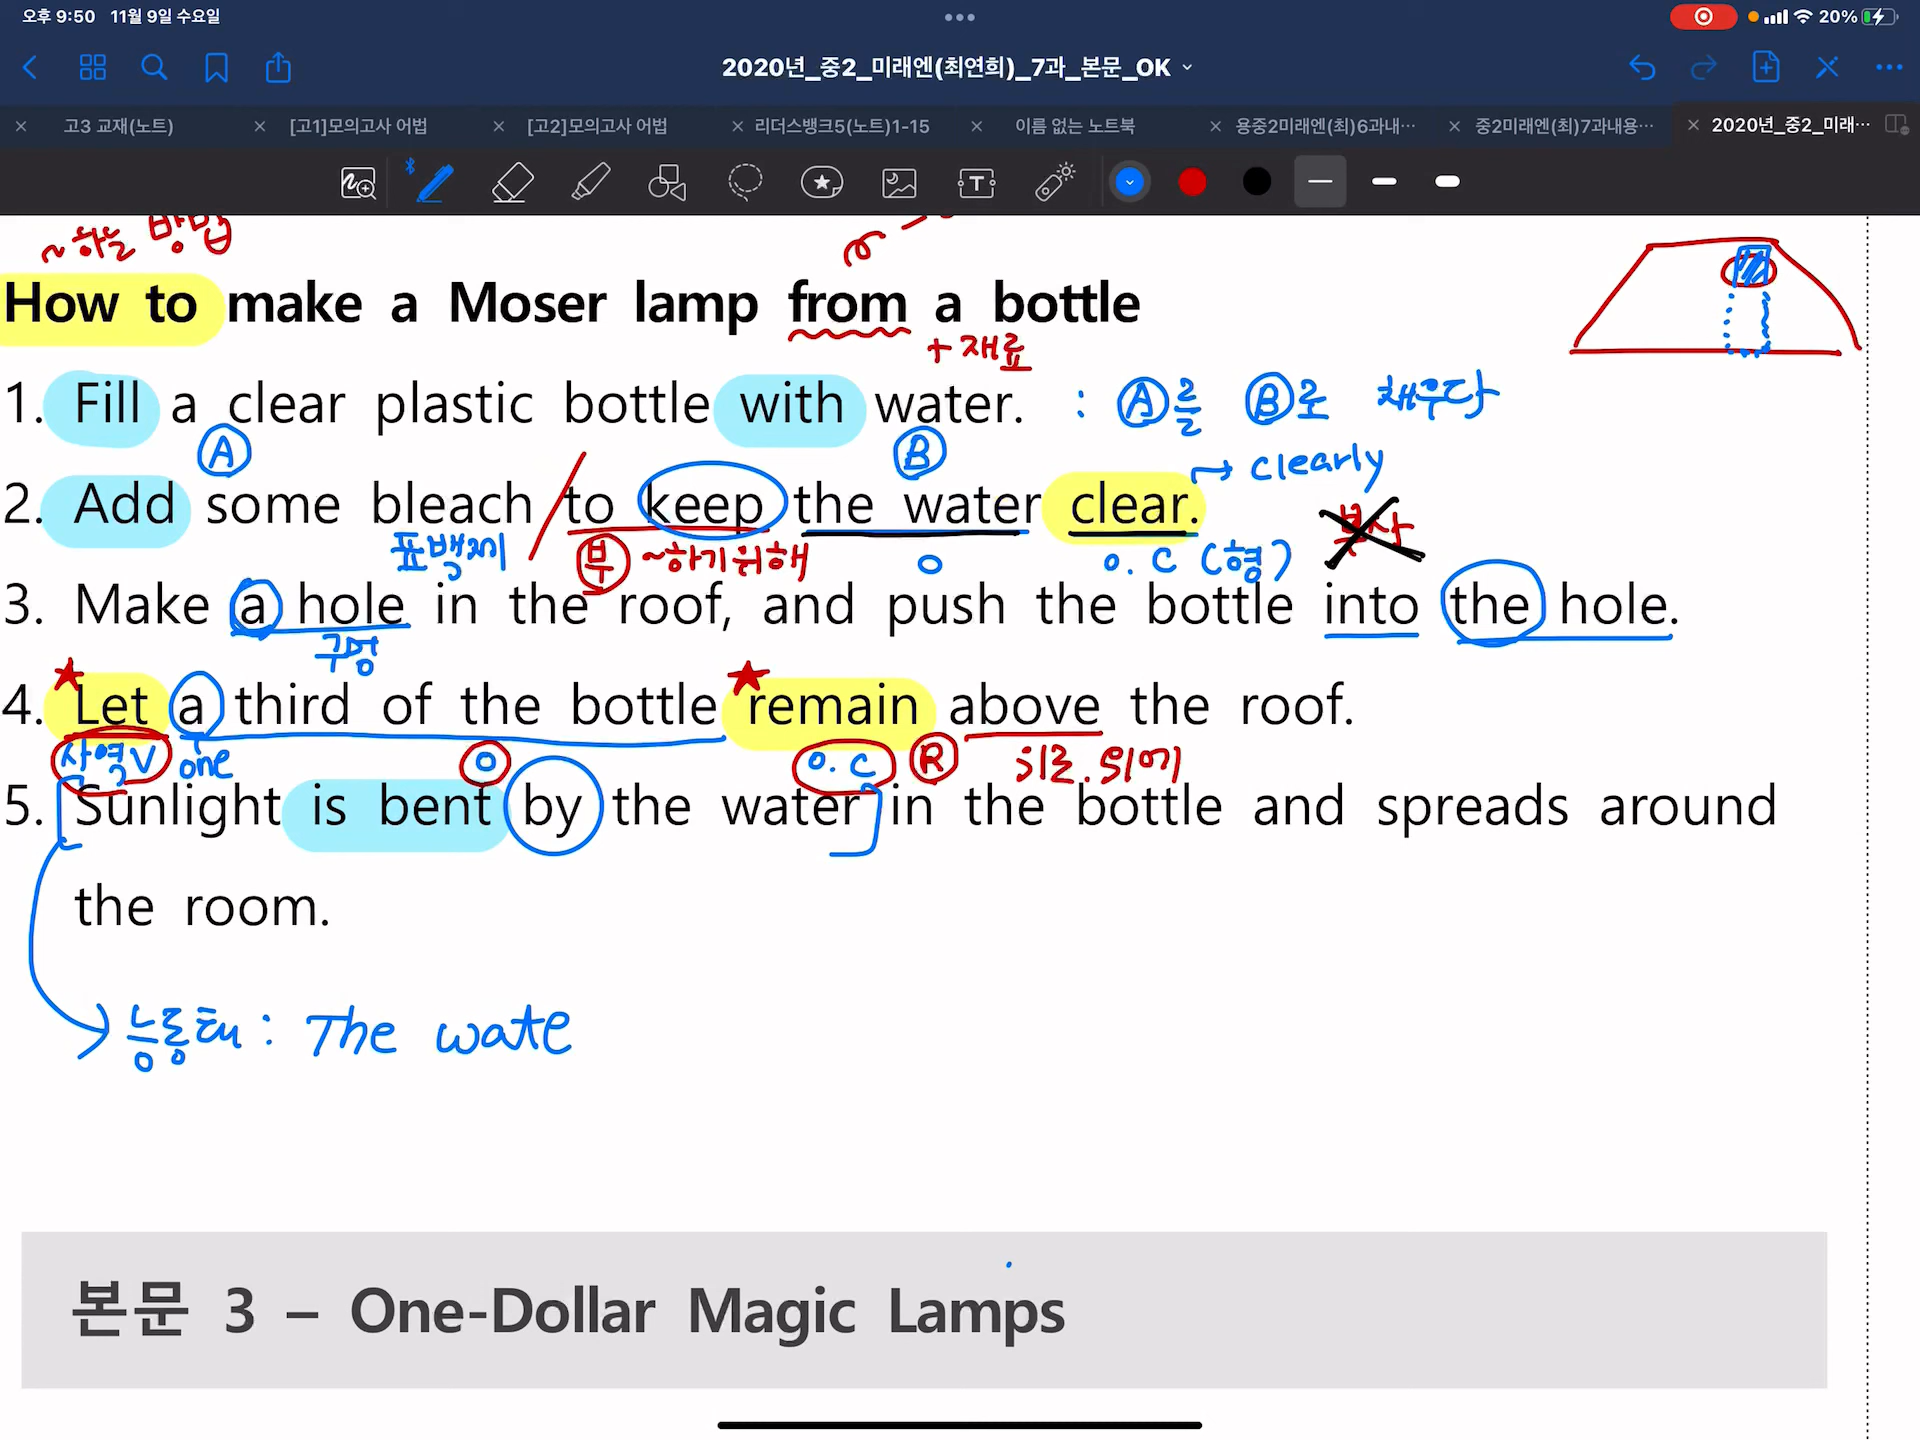 오후 9:50 11월 9일 수요일
20%
2020년_중2_미래엔(최연희)_7과_본문_OK
고3 교재(노트)
[고1]모의고사 어법
[고2]모의고사 어법
리더스뱅크5(노트)1-15
이름 없는 노트북
용중2미래엔(최)6과내…
중2미래엔(최)7과내용…
2020년_중2_미래…
~하는 방법
How to make a Moser lamp from a bottle
+ 재료
1. Fill a clear plastic bottle with water. : Ⓐ를 Ⓑ로 채우다
Ⓐ Ⓑ → clearly
2. Add some bleach to keep the water clear.
표백제 부 ~하기위해 O O.C (형) 부사
3. Make a hole in the roof, and push the bottle into the hole.
구멍
4. Let a third of the bottle remain above the roof.
사역V one O O.C R 위로.위에
5. Sunlight is bent by the water in the bottle and spreads around
the room.
→ 능동태 : The wate
본문 3 – One-Dollar Magic Lamps